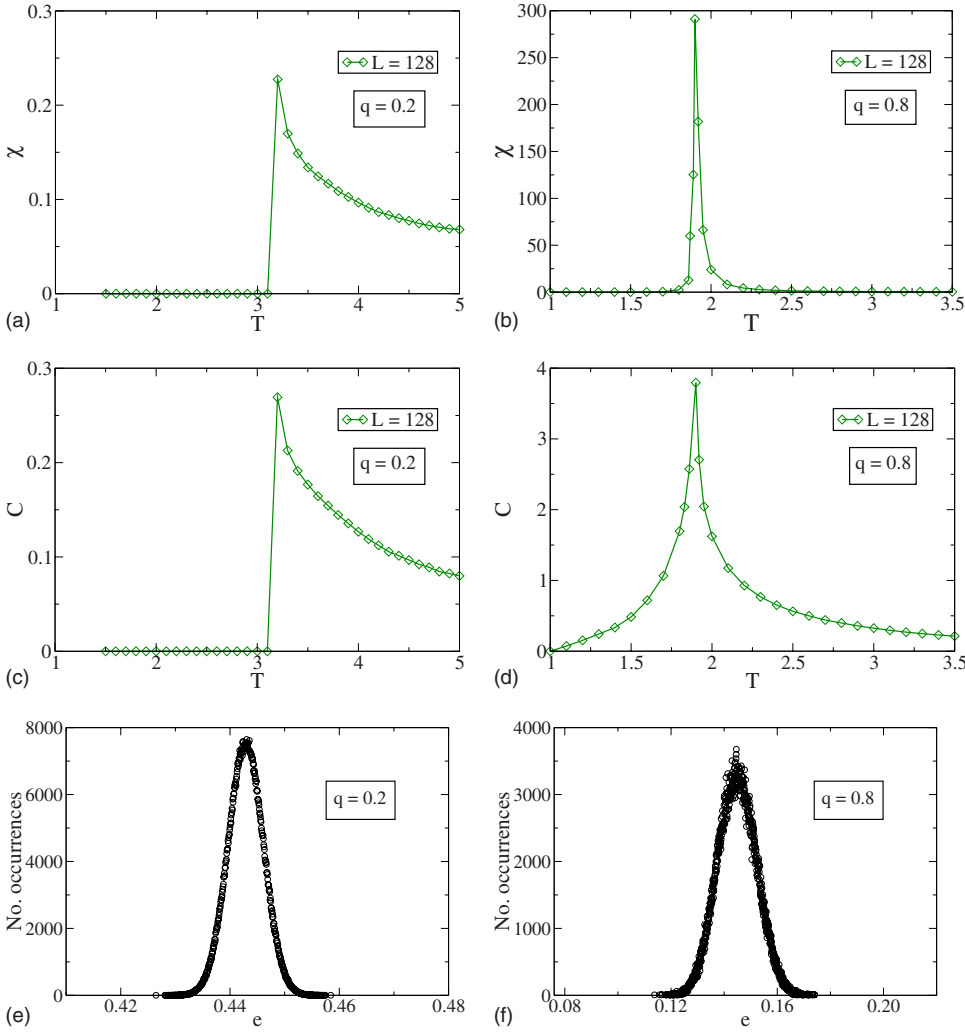 0.3
0.2
0.1
0
χ
L = 128
q = 0.2
1 2 3 4 5
T
(a)
300
250
200
150
100
50
0
χ
L = 128
q = 0.8
1 1.5 2 2.5 3 3.5
T
(b)
0.3
0.2
0.1
0
C
L = 128
q = 0.2
1 2 3 4 5
T
(c)
4
3
2
1
0
C
L = 128
q = 0.8
1 1.5 2 2.5 3 3.5
T
(d)
8000
6000
4000
2000
0
No. occurrences
q = 0.2
0.42 0.44 0.46 0.48
e
(e)
4000
3000
2000
1000
0
No. occurrences
q = 0.8
0.08 0.12 0.16 0.20
e
(f)